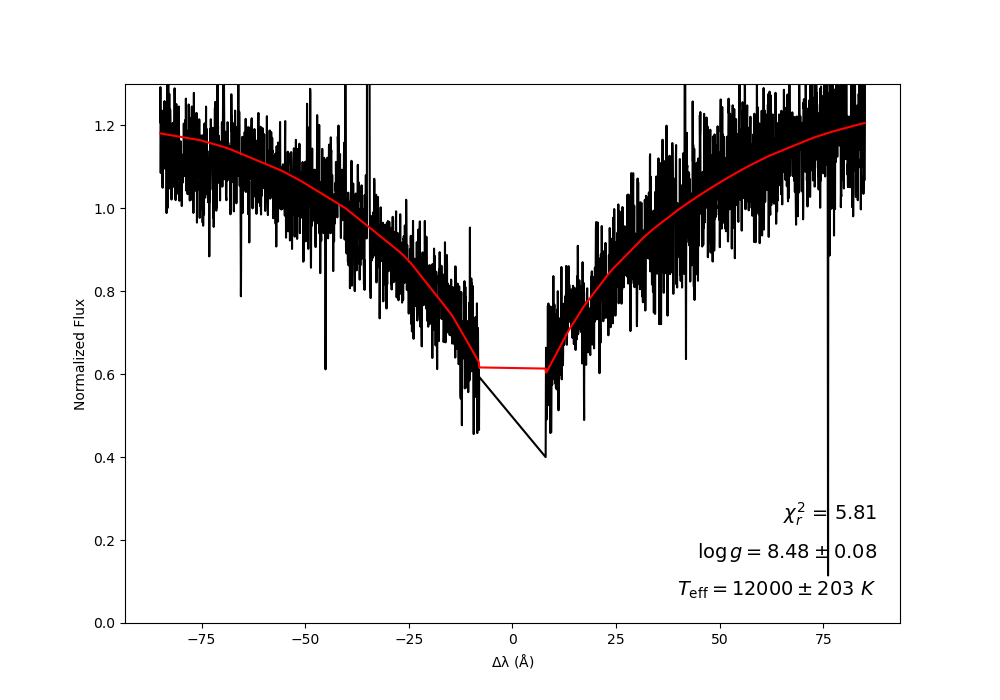 1.2
1.0
0.8
0.6
0.4
0.2
0.0
Normalized Flux
χ²ᵣ = 5.81
log g = 8.48 ± 0.08
T_eff = 12000 ± 203 K
−75
−50
−25
0
25
50
75
Δλ (Å)